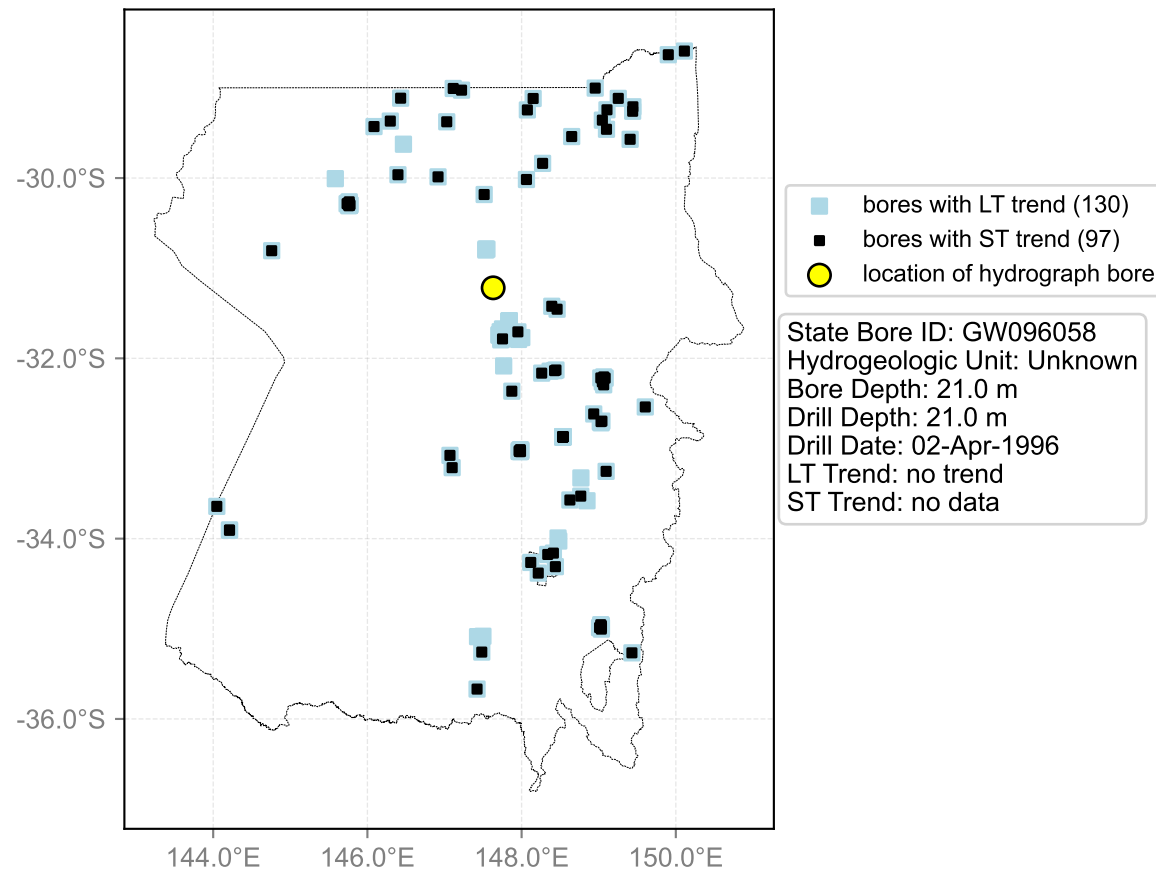 -30.0°S
-32.0°S
-34.0°S
-36.0°S
144.0°E
146.0°E
148.0°E
150.0°E
bores with LT trend (130)
bores with ST trend (97)
location of hydrograph bore
State Bore ID: GW096058
Hydrogeologic Unit: Unknown
Bore Depth: 21.0 m
Drill Depth: 21.0 m
Drill Date: 02-Apr-1996
LT Trend: no trend
ST Trend: no data